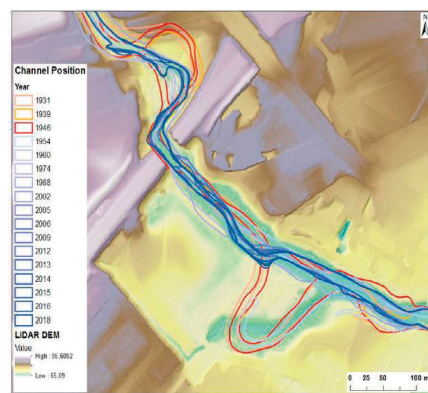 N
Channel Position
Year
1931
1939
1946
1954
1960
1974
1988
2002
2005
2006
2009
2012
2013
2014
2015
2016
2018
LIDAR DEM
Value
High : 95,6092
Low : 65,09
0 25 50 100 m